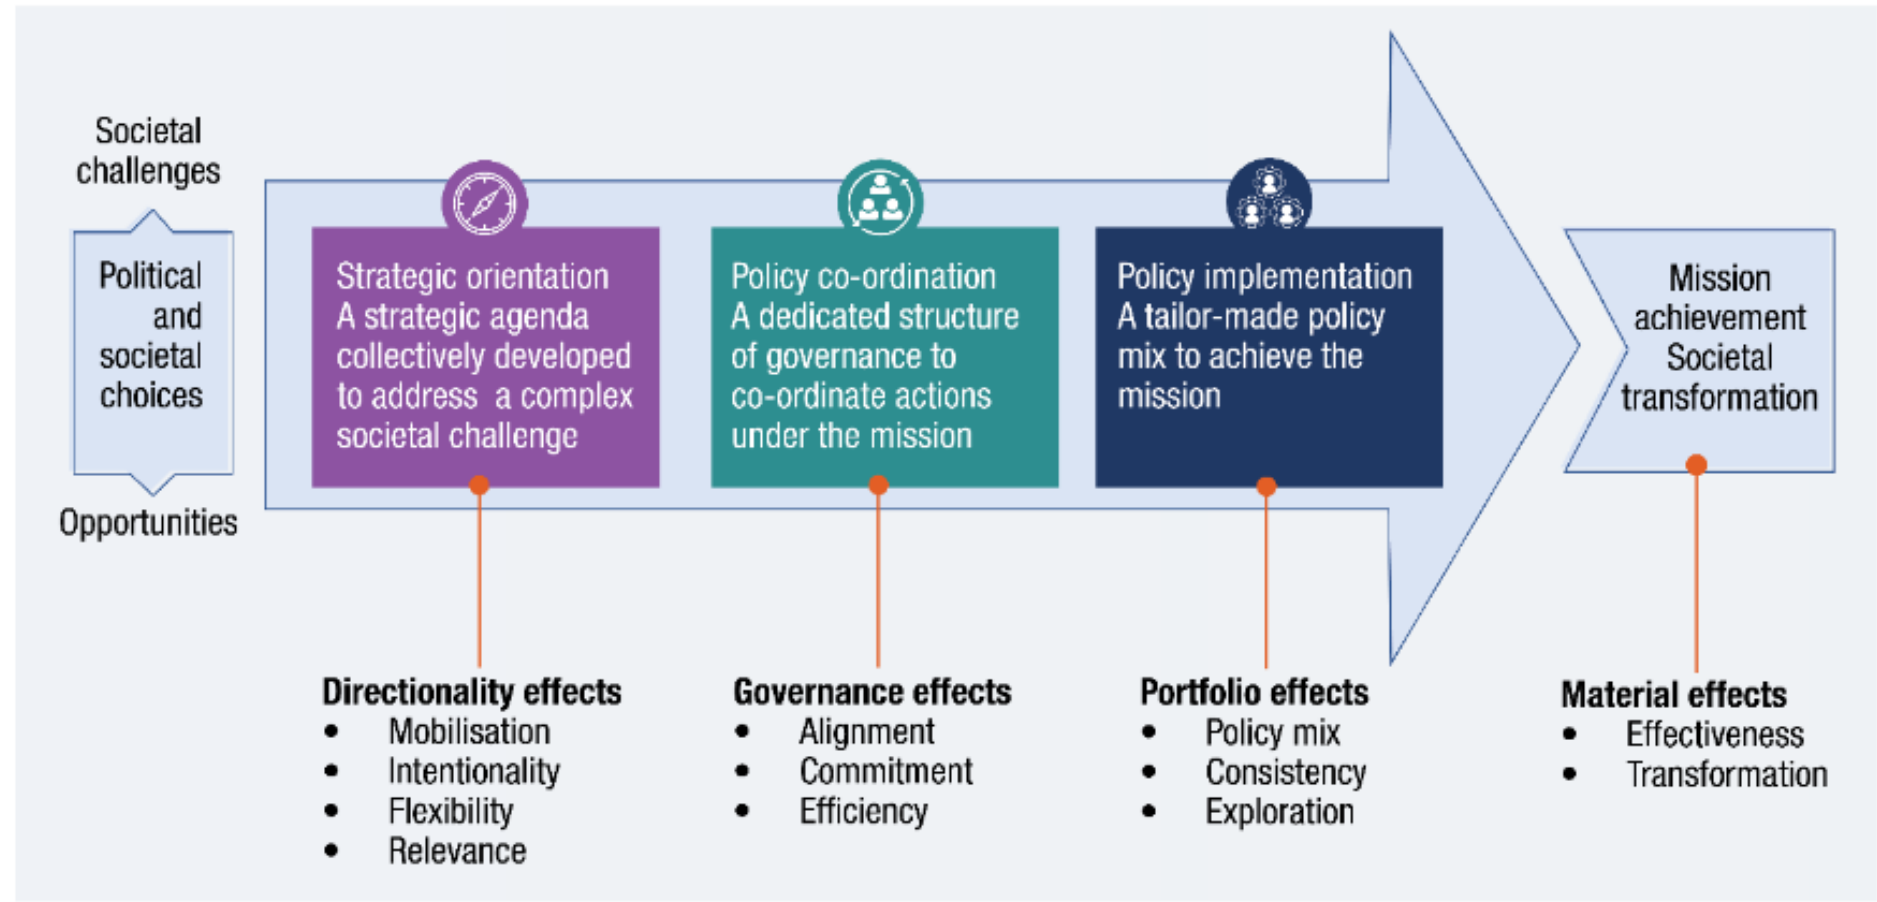 Societal
challenges
Political
and
societal
choices
Opportunities
Strategic orientation
A strategic agenda
collectively developed
to address a complex
societal challenge
Policy co-ordination
A dedicated structure
of governance to
co-ordinate actions
under the mission
Policy implementation
A tailor-made policy
mix to achieve the
mission
Mission
achievement
Societal
transformation
Directionality effects
• Mobilisation
• Intentionality
• Flexibility
• Relevance
Governance effects
• Alignment
• Commitment
• Efficiency
Portfolio effects
• Policy mix
• Consistency
• Exploration
Material effects
• Effectiveness
• Transformation